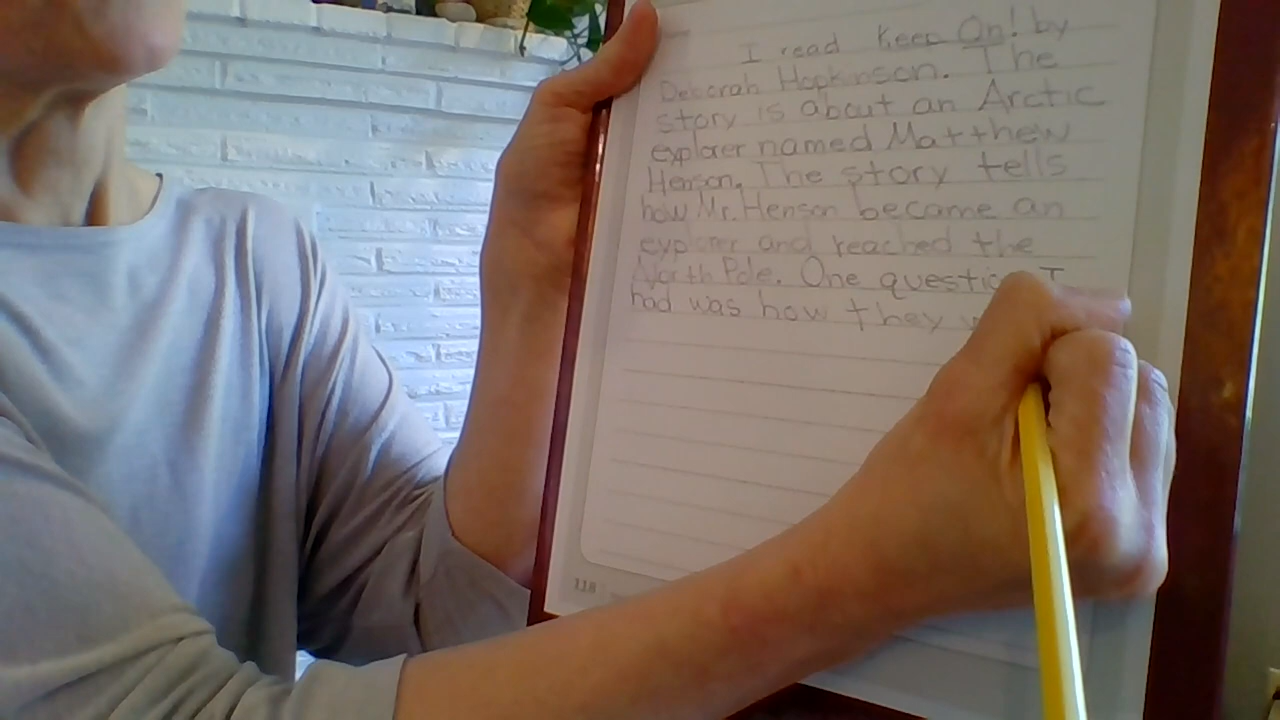 I read Keep On! by
Deborah Hopkinson. The
story is about an Arctic
explorer named Matthew
Henson. The story tells
how Mr. Henson became an
explorer and reached the
North Pole. One question I
had was how they
118